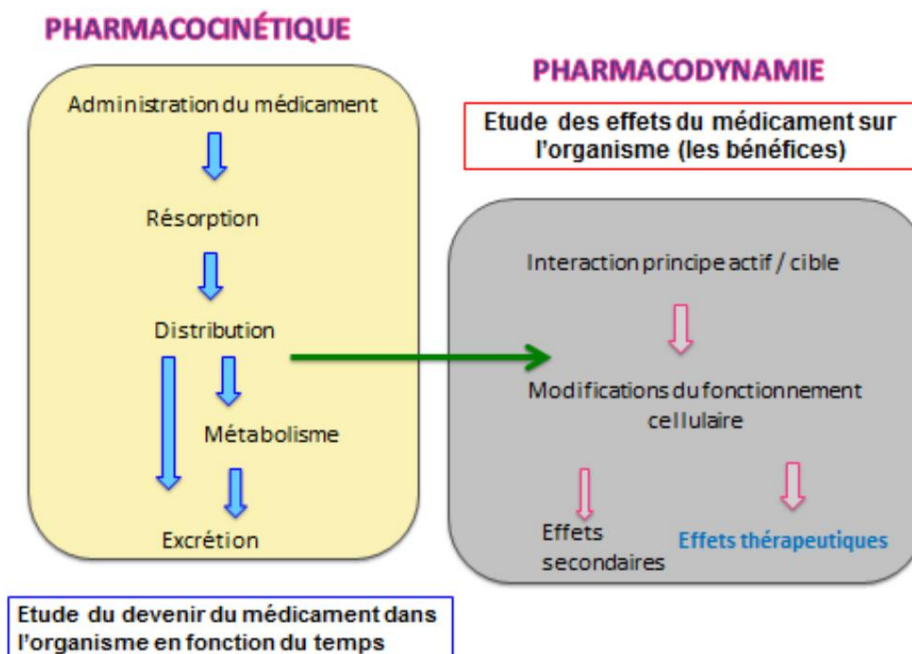 PHARMACOCINÉTIQUE
Administration du médicament
Résorption
Distribution
Métabolisme
Excrétion
Etude du devenir du médicament dans
l'organisme en fonction du temps
PHARMACODYNAMIE
Etude des effets du médicament sur
l'organisme (les bénéfices)
Interaction principe actif / cible
Modifications du fonctionnement
cellulaire
Effets
secondaires
Effets thérapeutiques